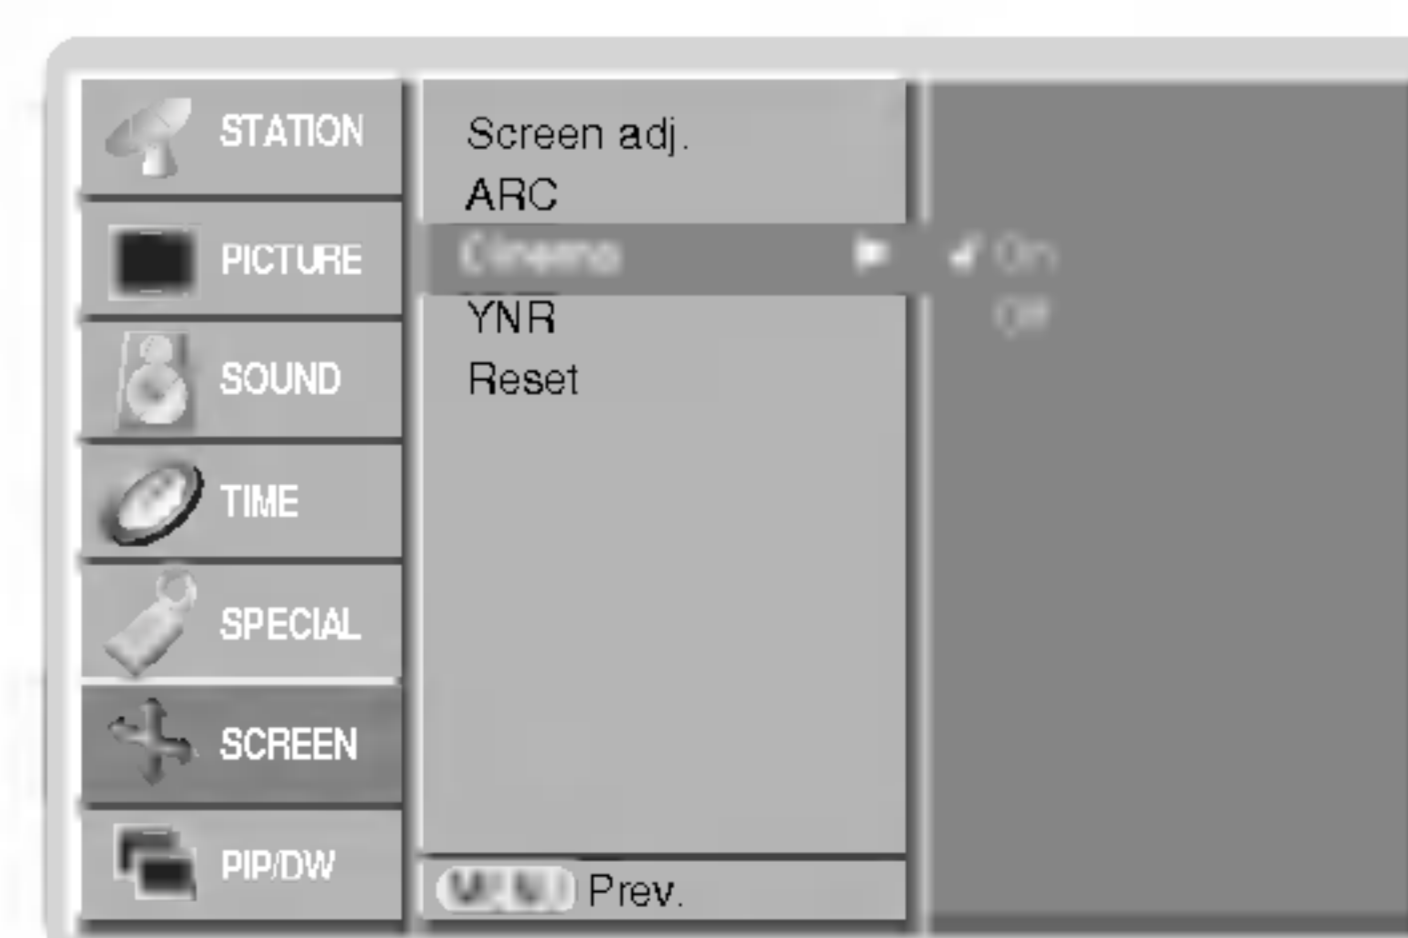 STATION
PICTURE
SOUND
TIME
SPECIAL
SCREEN
PIP/DW
Screen adj.
ARC
Cinema
YNR
Reset
MENU Prev.
On
Off